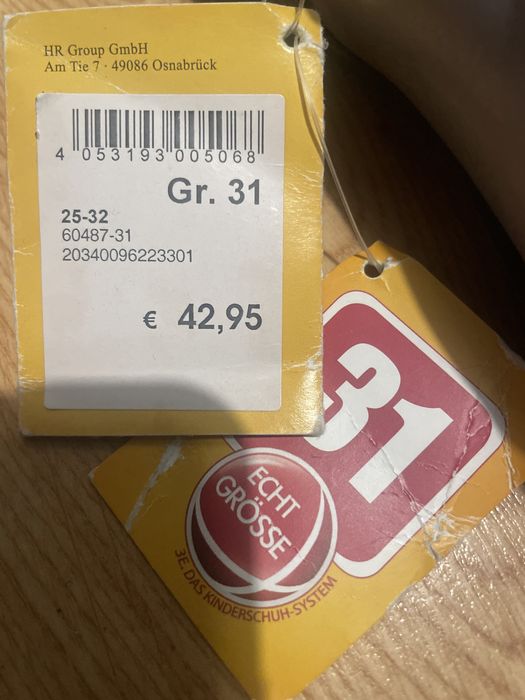 HR Group GmbH
Am Tie 7 · 49086 Osnabrück
4 053193 005068
Gr. 31
25-32
60487-31
20340096223301
€ 42,95
31
ECHT
GRÖSSE
3E. DAS KINDERSCHUH-SYSTEM